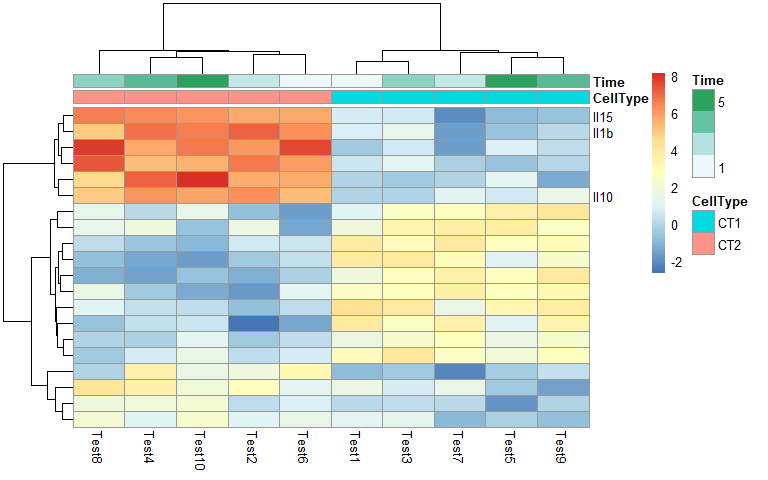 Time
CellType
Il15
Il1b
Il10
Test8
Test4
Test10
Test2
Test6
Test1
Test3
Test7
Test5
Test9
8
6
4
2
0
-2
Time
5
1
CellType
CT1
CT2